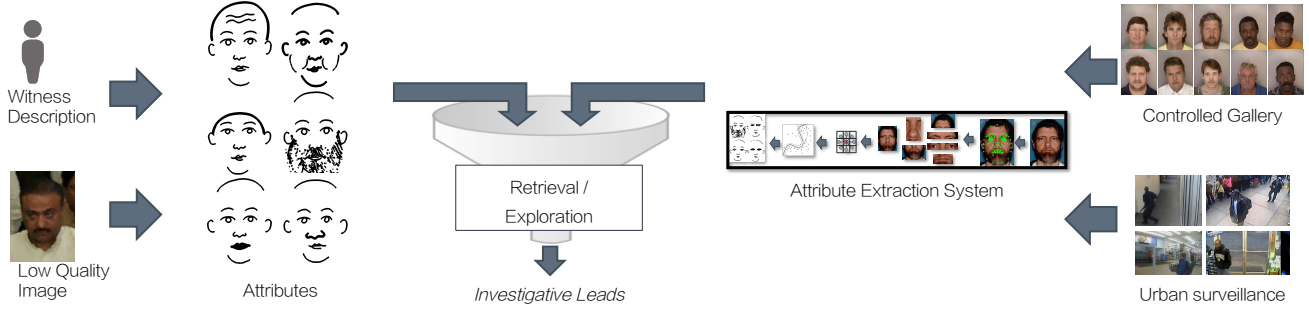 Witness
Description
Low Quality
Image
Attributes
Retrieval /
Exploration
Investigative Leads
Attribute Extraction System
Controlled Gallery
Urban surveillance